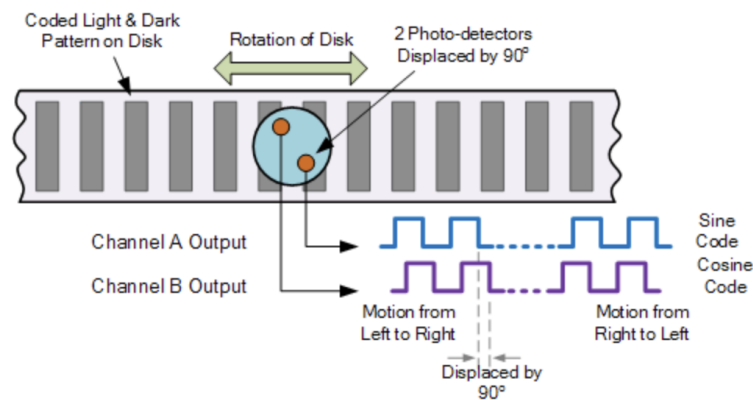 Coded Light & Dark
Pattern on Disk
Rotation of Disk
2 Photo-detectors
Displaced by 90°
Channel A Output
Sine
Code
Channel B Output
Cosine
Code
Motion from
Left to Right
Motion from
Right to Left
Displaced by
90°